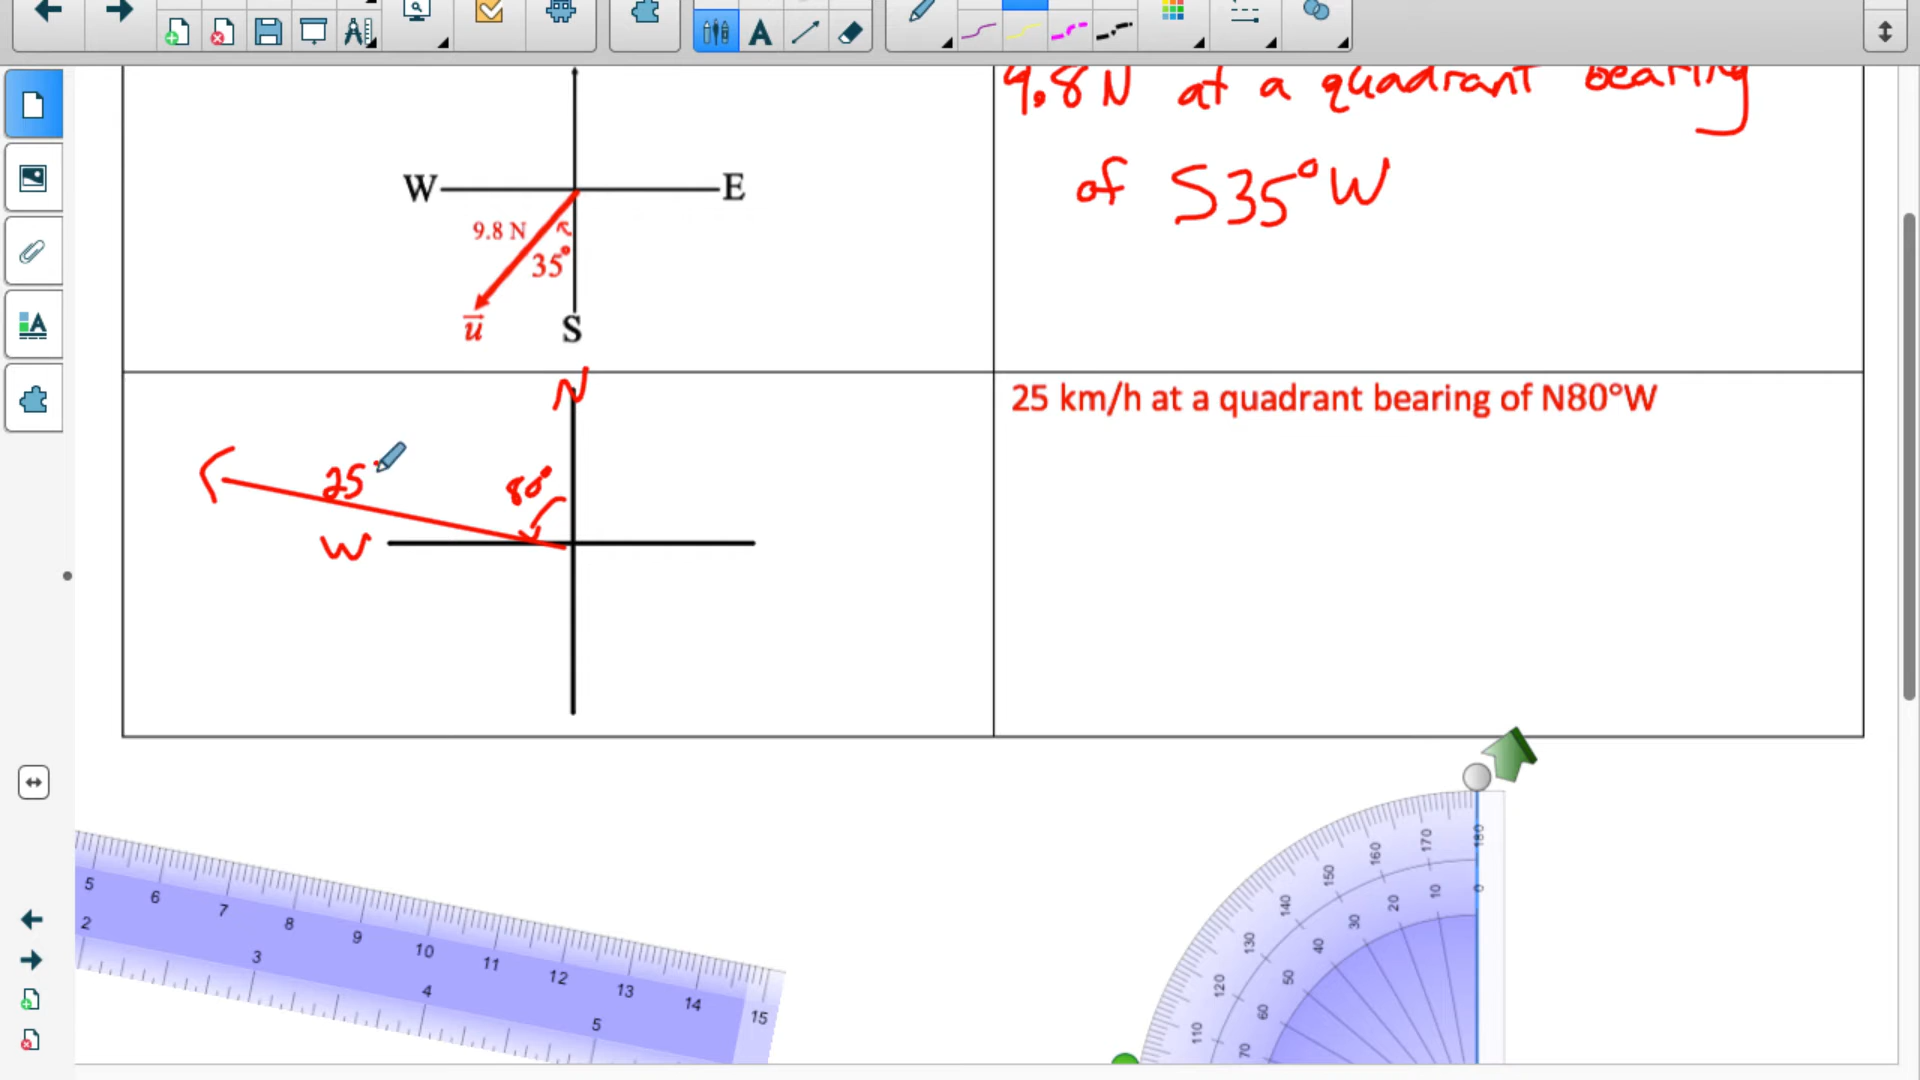 9.8 N at a quadrant bearing
of S35°W
W
E
9.8 N
35°
u
S
N
25 km/h at a quadrant bearing of N80°W
25
80°
W
5 6 7 8 9 10 11 12 13 14 15
2 3 4 5
180 170 160 150 140 130 120 110
0 10 20 30 40 50 60 70